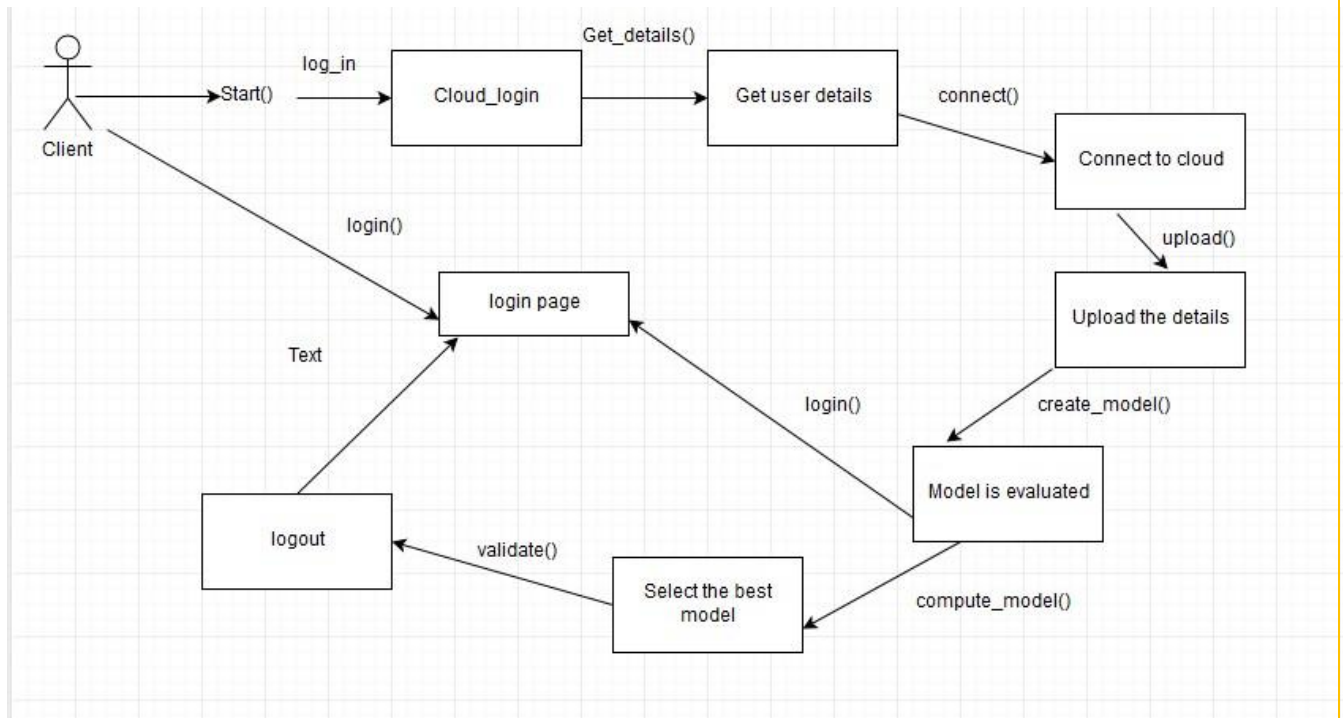 Get_details()
log_in
Start()
Cloud_login
Get user details
connect()
Client
Connect to cloud
login()
upload()
login page
Upload the details
Text
login()
create_model()
Model is evaluated
logout
validate()
Select the best
model
compute_model()